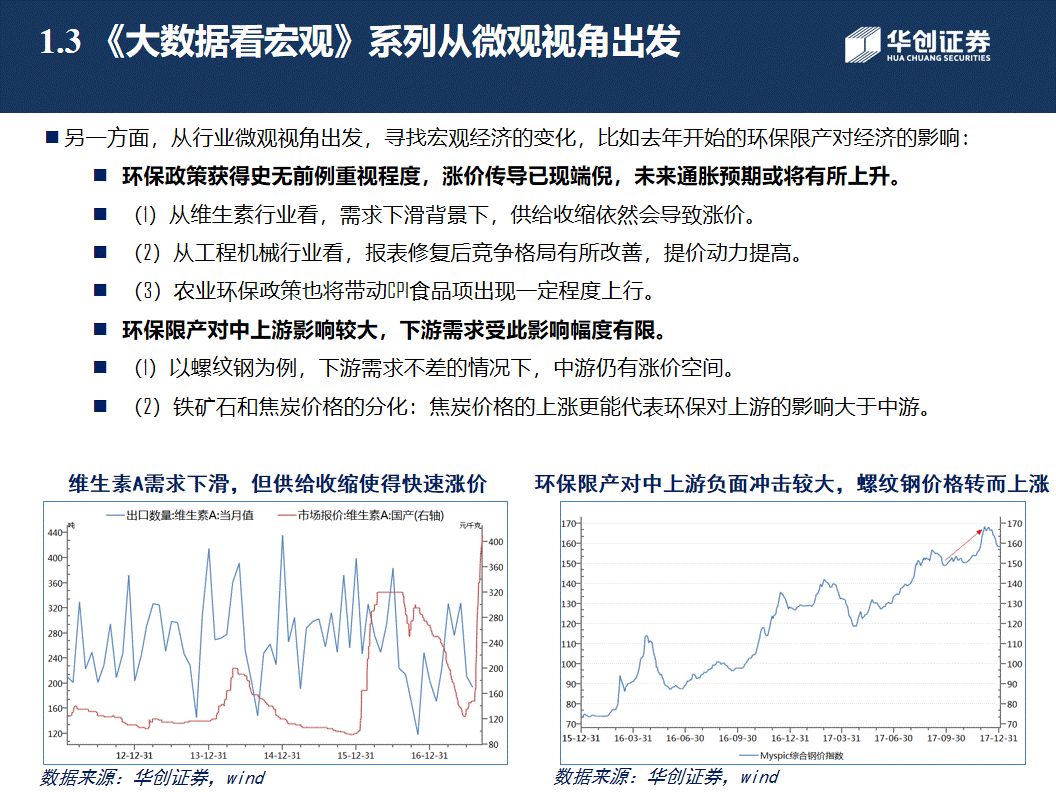 1.3 《大数据看宏观》系列从微观视角出发
华创证券
HUA CHUANG SECURITIES
另一方面，从行业微观视角出发，寻找宏观经济的变化，比如去年开始的环保限产对经济的影响：
环保政策获得史无前例重视程度，涨价传导已现端倪，未来通胀预期或将有所上升。
（1）从维生素行业看，需求下滑背景下，供给收缩依然会导致涨价。
（2）从工程机械行业看，报表修复后竞争格局有所改善，提价动力提高。
（3）农业环保政策也将带动CPI食品项出现一定程度上行。
环保限产对中上游影响较大，下游需求受此影响幅度有限。
（1）以螺纹钢为例，下游需求不差的情况下，中游仍有涨价空间。
（2）铁矿石和焦炭价格的分化：焦炭价格的上涨更能代表环保对上游的影响大于中游。
维生素A需求下滑，但供给收缩使得快速涨价
吨
出口数量:维生素A:当月值
市场报价:维生素A:国产(右轴)
元/千克
440
400
360
320
280
240
200
160
120
400
360
320
280
240
200
160
120
80
12-12-31
13-12-31
14-12-31
15-12-31
16-12-31
数据来源：华创证券，wind
环保限产对中上游负面冲击较大，螺纹钢价格转而上涨
170
160
150
140
130
120
110
100
90
80
70
170
160
150
140
130
120
110
100
90
80
70
15-12-31
16-03-31
16-06-30
16-09-30
16-12-31
17-03-31
17-06-30
17-09-30
17-12-31
Myspic综合钢价指数
数据来源：华创证券，wind